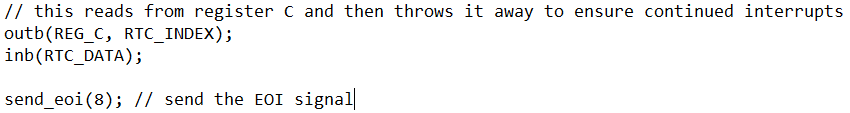 // this reads from register C and then throws it away to ensure continued interrupts
outb(REG_C, RTC_INDEX);
inb(RTC_DATA);
send_eoi(8); // send the EOI signal